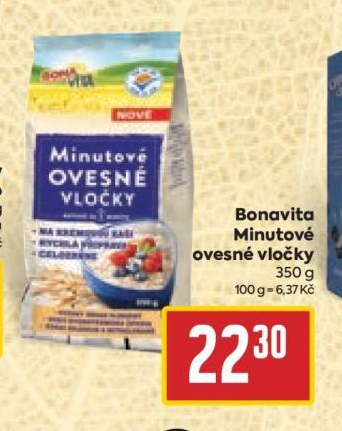 BONA
VITA
NOVÉ
Minutové
OVESNÉ
VLOČKY
NA KRÉMOVOU KAŠI
RYCHLÁ PŘÍPRAVA
CELOZRNNÉ
350 g
Bonavita
Minutové
ovesné vločky
350 g
100 g = 6,37 Kč
22 30